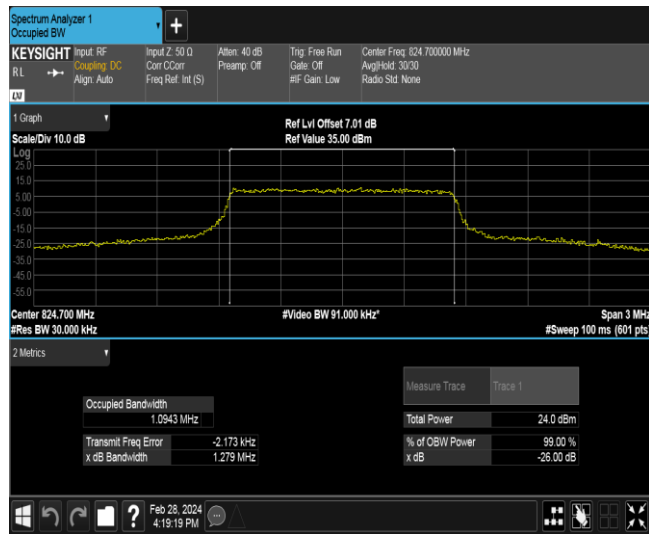 Spectrum Analyzer 1
Occupied BW
KEYSIGHT
RL
LXI
Input: RF
Coupling: DC
Align: Auto
Input Z: 50 Ω
Corr CCorr
Freq Ref: Int (S)
Atten: 40 dB
Preamp: Off
Trig: Free Run
Gate: Off
#IF Gain: Low
Center Freq: 824.700000 MHz
Avg|Hold: 30/30
Radio Std: None
1 Graph
Scale/Div 10.0 dB
Ref Lvl Offset 7.01 dB
Ref Value 35.00 dBm
Log
25.0
15.0
5.00
-5.00
-15.0
-25.0
-35.0
-45.0
-55.0
Center 824.700 MHz
#Res BW 30.000 kHz
#Video BW 91.000 kHz*
Span 3 MHz
#Sweep 100 ms (601 pts)
2 Metrics
Measure Trace Trace 1
Occupied Bandwidth
1.0943 MHz
Total Power 24.0 dBm
Transmit Freq Error -2.173 kHz
% of OBW Power 99.00 %
x dB Bandwidth 1.279 MHz
x dB -26.00 dB
?
Feb 28, 2024
4:19:19 PM